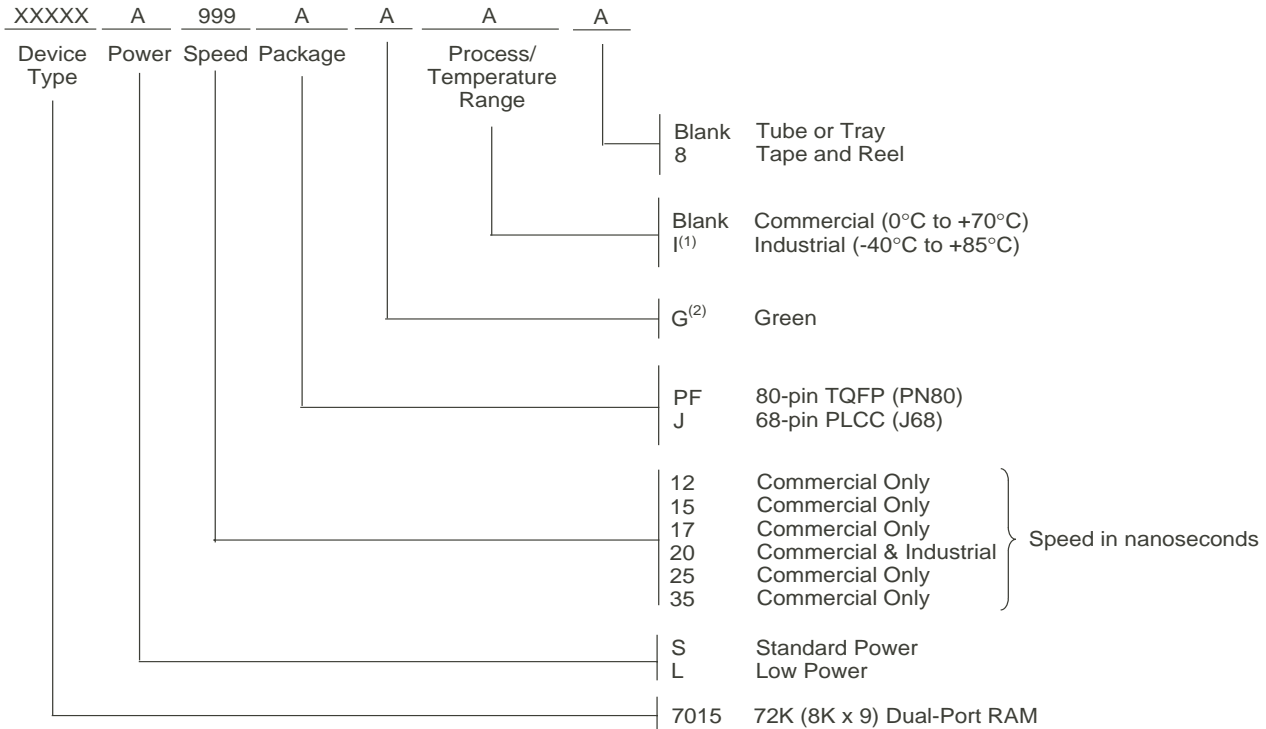 XXXXX A 999 A A A A
Device Type Power Speed Package Process/ Temperature Range
Blank Tube or Tray
8 Tape and Reel
Blank Commercial (0°C to +70°C)
I(1) Industrial (-40°C to +85°C)
G(2) Green
PF 80-pin TQFP (PN80)
J 68-pin PLCC (J68)
12 Commercial Only
15 Commercial Only
17 Commercial Only
20 Commercial & Industrial
25 Commercial Only
35 Commercial Only
Speed in nanoseconds
S Standard Power
L Low Power
7015 72K (8K x 9) Dual-Port RAM